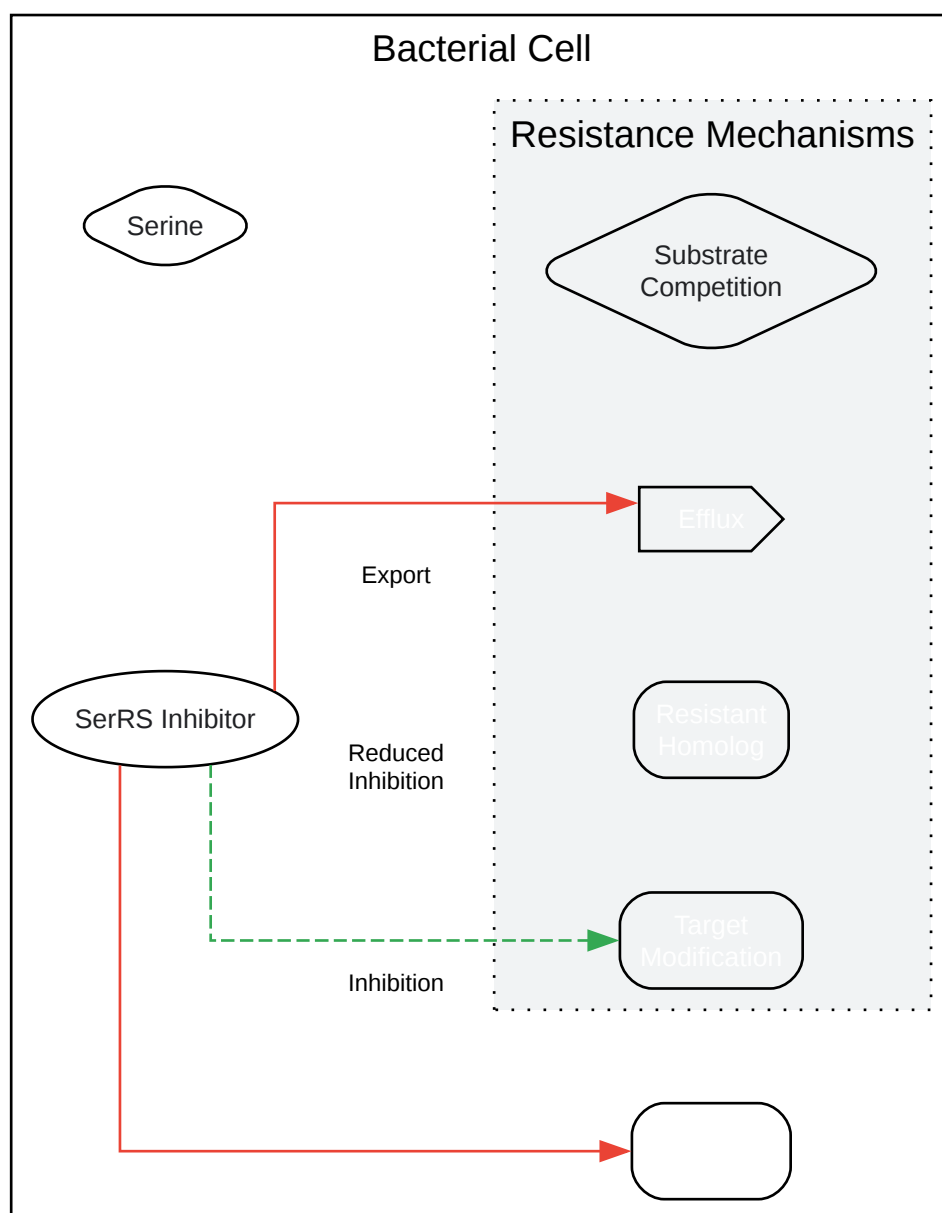 Bacterial Cell
Resistance Mechanisms
Serine
Substrate
Competition
Efflux
Export
SerRS Inhibitor
Resistant
Homolog
Reduced
Inhibition
Target
Modification
Inhibition